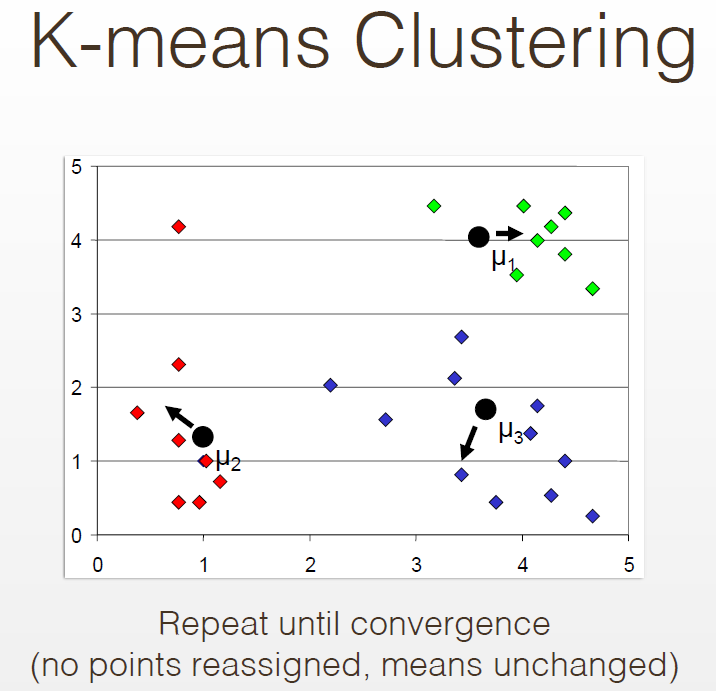 K-means Clustering
5
4
μ1
3
2
μ3
μ2
1
0
0 1 2 3 4 5
Repeat until convergence
(no points reassigned, means unchanged)